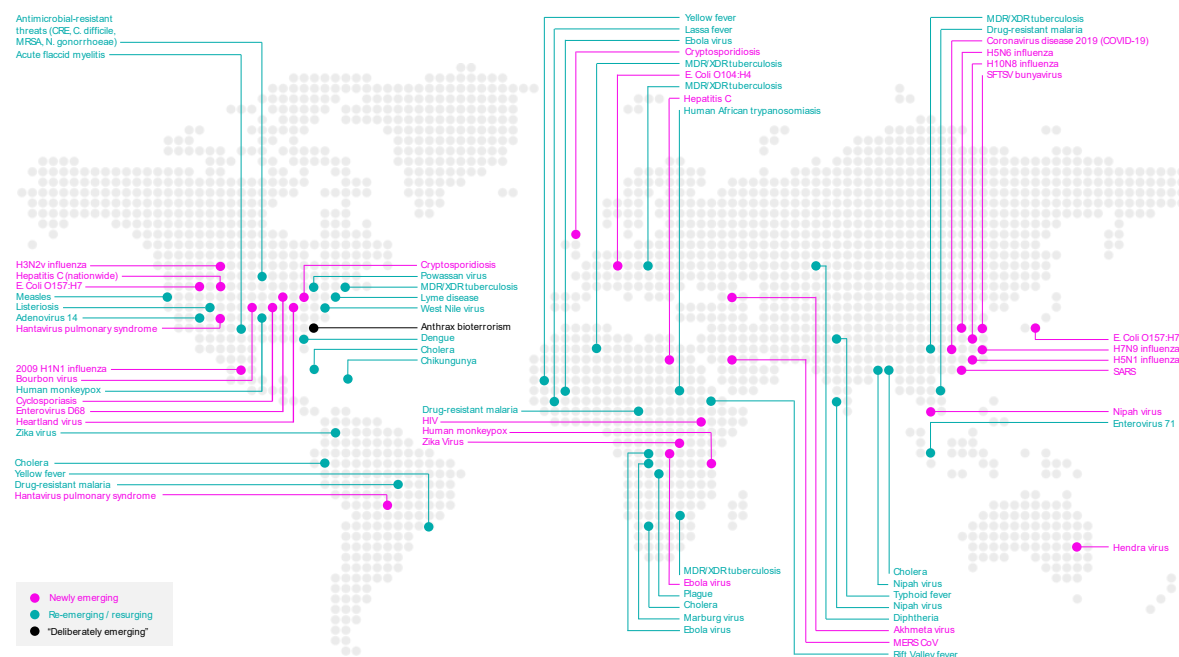 Antimicrobial-resistant
threats (CRE, C. difficile,
MRSA, N. gonorrhoeae)
Acute flaccid myelitis
H3N2v influenza
Hepatitis C (nationwide)
E. Coli O157:H7
Measles
Listeriosis
Adenovirus 14
Hantavirus pulmonary syndrome
2009 H1N1 influenza
Bourbon virus
Human monkeypox
Cyclosporiasis
Enterovirus D68
Heartland virus
Zika virus
Cholera
Yellow fever
Drug-resistant malaria
Hantavirus pulmonary syndrome
Newly emerging
Re-emerging / resurging
"Deliberately emerging"
Cryptosporidiosis
Powassan virus
MDR/XDR tuberculosis
Lyme disease
West Nile virus
Anthrax bioterrorism
Dengue
Cholera
Chikungunya
Drug-resistant malaria
HIV
Human monkeypox
Zika Virus
Yellow fever
Lassa fever
Ebola virus
Cryptosporidiosis
MDR/XDR tuberculosis
E. Coli O104:H4
MDR/XDR tuberculosis
Hepatitis C
Human African trypanosomiasis
MDR/XDR tuberculosis
Ebola virus
Plague
Cholera
Marburg virus
Ebola virus
Cholera
Nipah virus
Typhoid fever
Nipah virus
Diphtheria
Akhmeta virus
MERS CoV
Rift Valley fever
MDR/XDR tuberculosis
Drug-resistant malaria
Coronavirus disease 2019 (COVID-19)
H5N6 influenza
H10N8 influenza
SFTSV bunyavirus
E. Coli O157:H7
H7N9 influenza
H5N1 influenza
SARS
Nipah virus
Enterovirus 71
Hendra virus